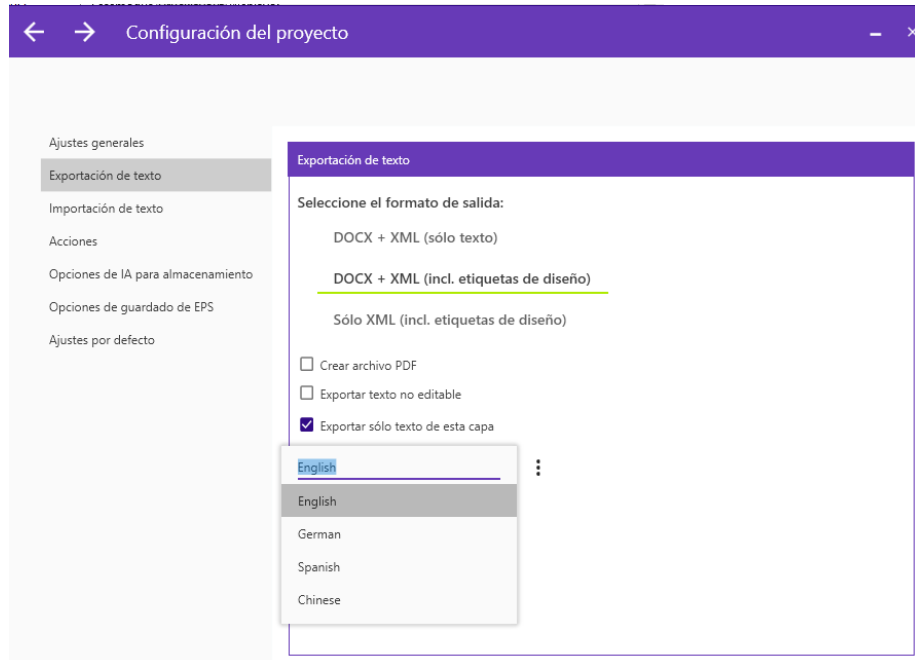 Configuración del proyecto
Ajustes generales
Exportación de texto
Importación de texto
Acciones
Opciones de IA para almacenamiento
Opciones de guardado de EPS
Ajustes por defecto
Exportación de texto
Seleccione el formato de salida:
DOCX + XML (sólo texto)
DOCX + XML (incl. etiquetas de diseño)
Sólo XML (incl. etiquetas de diseño)
Crear archivo PDF
Exportar texto no editable
Exportar sólo texto de esta capa
English
English
German
Spanish
Chinese